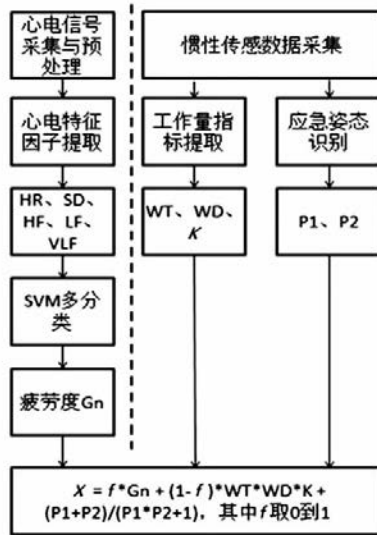 心电信号
采集与预
处理
惯性传感数据采集
心电特征
因子提取
工作量指
标提取
应急姿态
识别
HR、SD、
HF、LF、
VLF
WT、WD、
K
P1、P2
SVM多分
类
疲劳度Gn
X = f*Gn + (1- f )*WT*WD*K +
(P1+P2)/(P1*P2+1)，其中f 取0到1